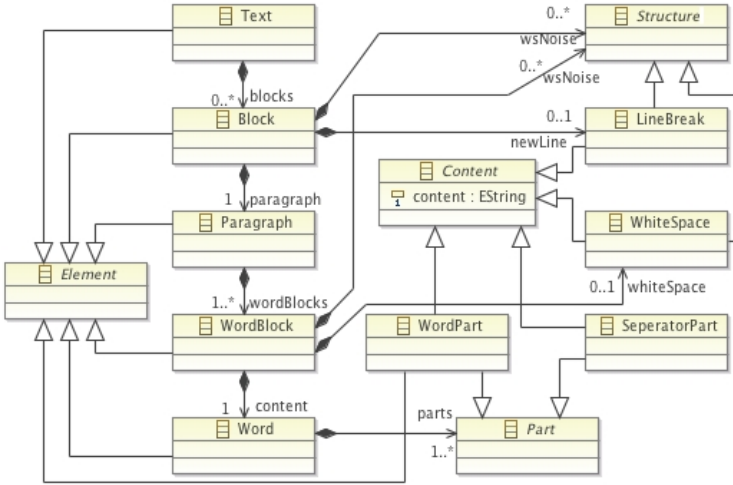 Text
0..*
Structure
wsNoise
0..*
wsNoise
0..*
blocks
Block
0..1
LineBreak
newLine
Content
content : EString
1
1
paragraph
Paragraph
WhiteSpace
Element
0..1
whiteSpace
1..*
wordBlocks
WordBlock
WordPart
SeperatorPart
1
content
parts
Word
Part
1..*